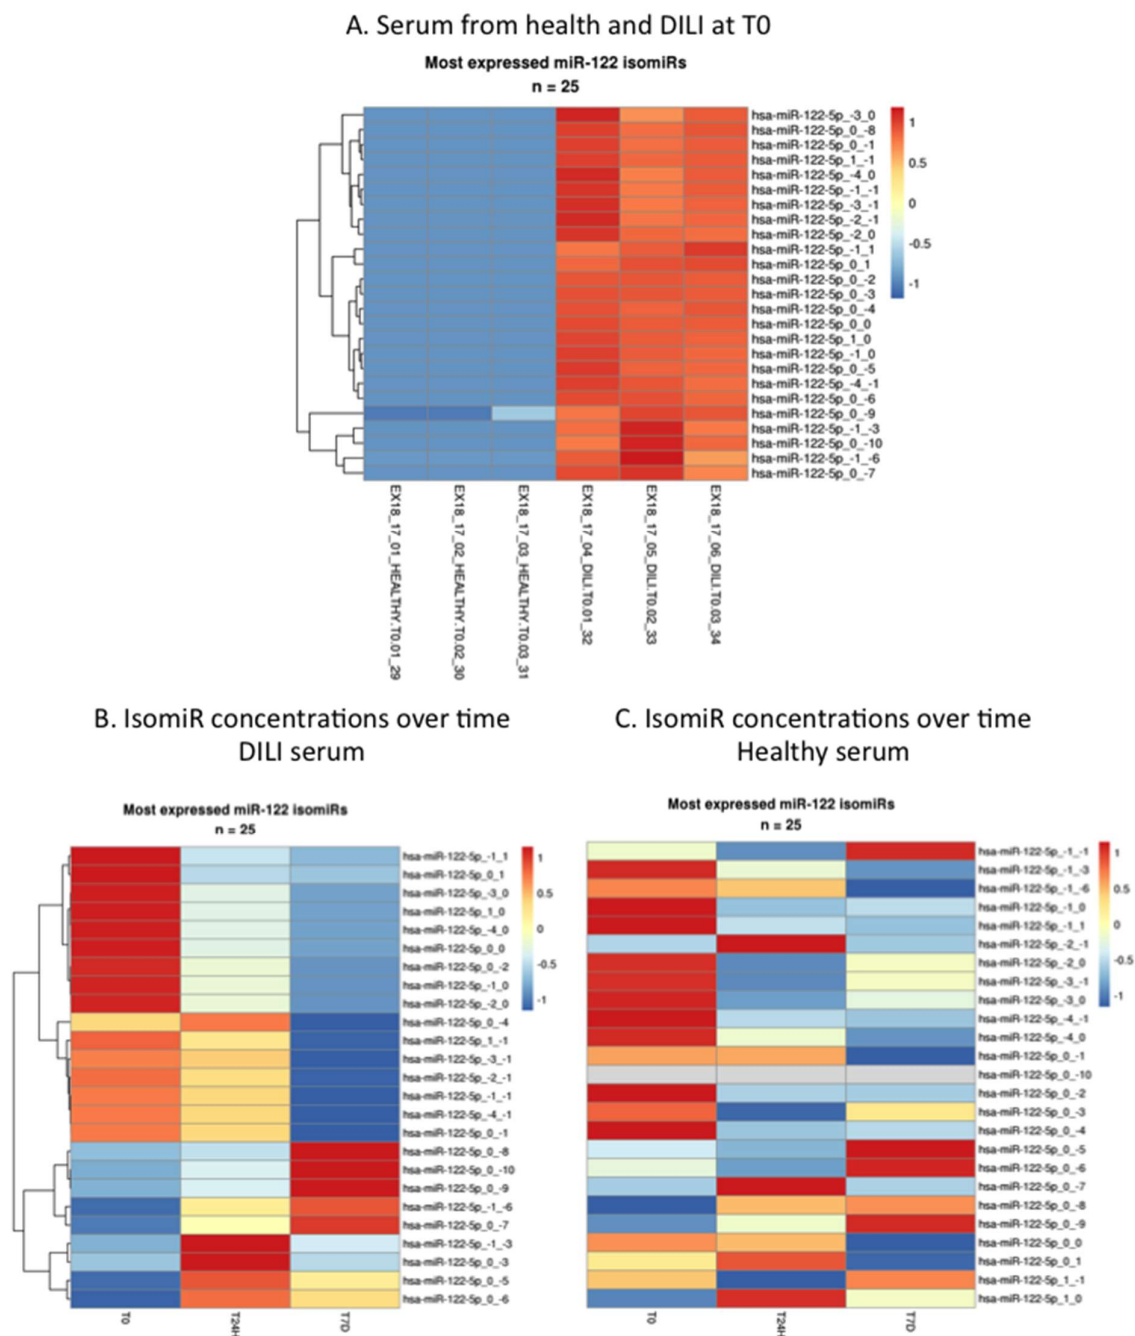 A. Serum from health and DILI at T0
Most expressed miR-122 isomiRs
n = 25
hsa-miR-122-5p_-3_0
hsa-miR-122-5p_0_-8
hsa-miR-122-5p_0_-1
hsa-miR-122-5p_1_-1
hsa-miR-122-5p_-4_0
hsa-miR-122-5p_-1_-1
hsa-miR-122-5p_-3_-1
hsa-miR-122-5p_-2_-1
hsa-miR-122-5p_-2_0
hsa-miR-122-5p_-1_1
hsa-miR-122-5p_0_1
hsa-miR-122-5p_0_-2
hsa-miR-122-5p_0_-3
hsa-miR-122-5p_0_-4
hsa-miR-122-5p_0_0
hsa-miR-122-5p_1_0
hsa-miR-122-5p_-1_0
hsa-miR-122-5p_0_-5
hsa-miR-122-5p_-4_-1
hsa-miR-122-5p_0_-6
hsa-miR-122-5p_0_-9
hsa-miR-122-5p_-1_-3
hsa-miR-122-5p_0_-10
hsa-miR-122-5p_-1_-6
hsa-miR-122-5p_0_-7
1
0.5
0
-0.5
-1
EX18_17_01_HEALTHY.T0.01_29
EX18_17_02_HEALTHY.T0.02_30
EX18_17_03_HEALTHY.T0.03_31
EX18_17_04_DILI.T0.01_32
EX18_17_05_DILI.T0.02_33
EX18_17_06_DILI.T0.03_34
B. IsomiR concentrations over time
DILI serum
Most expressed miR-122 isomiRs
n = 25
hsa-miR-122-5p_-1_1
hsa-miR-122-5p_0_1
hsa-miR-122-5p_-3_0
hsa-miR-122-5p_1_0
hsa-miR-122-5p_-4_0
hsa-miR-122-5p_0_0
hsa-miR-122-5p_0_-2
hsa-miR-122-5p_-1_0
hsa-miR-122-5p_-2_0
hsa-miR-122-5p_0_-4
hsa-miR-122-5p_1_-1
hsa-miR-122-5p_-3_-1
hsa-miR-122-5p_-2_-1
hsa-miR-122-5p_-1_-1
hsa-miR-122-5p_-4_-1
hsa-miR-122-5p_0_-1
hsa-miR-122-5p_0_-8
hsa-miR-122-5p_0_-10
hsa-miR-122-5p_0_-9
hsa-miR-122-5p_-1_-6
hsa-miR-122-5p_0_-7
hsa-miR-122-5p_-1_-3
hsa-miR-122-5p_0_-3
hsa-miR-122-5p_0_-5
hsa-miR-122-5p_0_-6
1
0.5
0
-0.5
-1
T0
T24H
T7D
C. IsomiR concentrations over time
Healthy serum
Most expressed miR-122 isomiRs
n = 25
hsa-miR-122-5p_-1_-1
hsa-miR-122-5p_-1_-3
hsa-miR-122-5p_-1_-6
hsa-miR-122-5p_-1_0
hsa-miR-122-5p_-1_1
hsa-miR-122-5p_-2_-1
hsa-miR-122-5p_-2_0
hsa-miR-122-5p_-3_-1
hsa-miR-122-5p_-3_0
hsa-miR-122-5p_-4_-1
hsa-miR-122-5p_-4_0
hsa-miR-122-5p_0_-1
hsa-miR-122-5p_0_-10
hsa-miR-122-5p_0_-2
hsa-miR-122-5p_0_-3
hsa-miR-122-5p_0_-4
hsa-miR-122-5p_0_-5
hsa-miR-122-5p_0_-6
hsa-miR-122-5p_0_-7
hsa-miR-122-5p_0_-8
hsa-miR-122-5p_0_-9
hsa-miR-122-5p_0_0
hsa-miR-122-5p_0_1
hsa-miR-122-5p_1_-1
hsa-miR-122-5p_1_0
1
0.5
0
-0.5
-1
T0
T24H
T7D